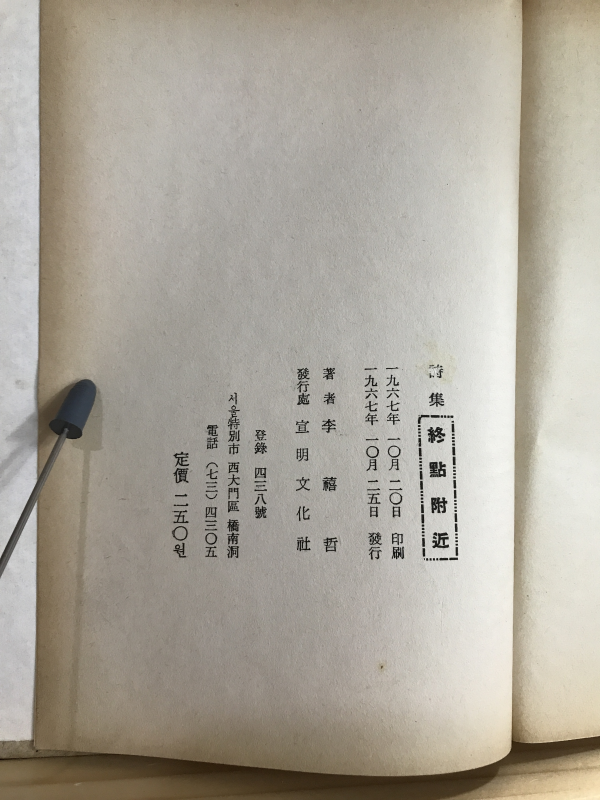 詩集 終點附近
一九六七年 一〇月 二〇日 印刷
一九六七年 一〇月 二五日 發行
著者 李禧哲
發行處 宣明文化社
登錄 四三八號
서울特別市 西大門區 橋南洞
電話 (七三) 四三〇五
定價 二五〇원